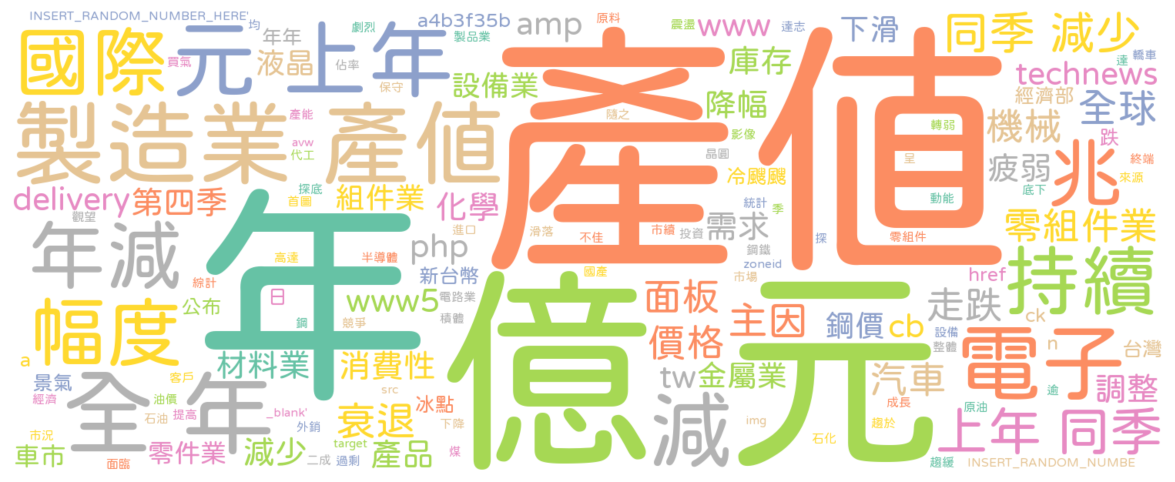 INSERT_RANDOM_NUMBER_HERE'
均
劇烈
a4b3f35b
amp
原料
震盪
www
達志
下滑
同季 減少
達
轎車
國際
元
上年
年年
製品業
買氣
液晶
佔率
保守
設備業
庫存
technews
產值
降幅
經濟部
全球
製造業 產值
產能
avw
代工
隨之
影像
轉弱
機械
跌
晶圓
呈
疲弱
兆
終端
來源
冷颼颼
底下
delivery
第四季
探底
首圖
組件業
化學
動能
統計
季
零組件業
觀望
年
年減
進口
滑落
不佳
市續
投資
需求
探
零組件
php
鋼鐵
高達
半導體
線計
新台幣
國產
zoneid
市場
href
持續
日
www5
電路業
公布
積體
面板
走跌
ck
幅度
鋼
競爭
億元
主因
鋼價
cb
設備
整體
n
台灣
價格
電子
a
材料業
消費性
tw
金屬業
汽車
調整
景氣
經濟
全年
客戶
油價
石油
提高
src
冰點
減
成長
逾
_blank'
外銷
衰退
下降
img
趨於
原油
上年 同季
市況
車市
面臨
零件業
減少
二成
target
過剩
產品
煤
石化
趨緩
INSERT_RANDOM_NUMBE